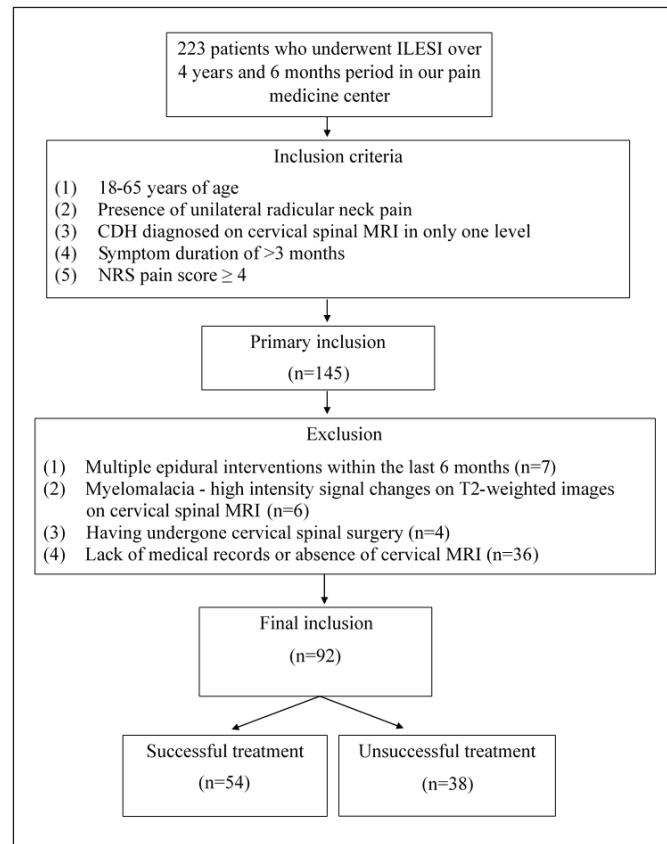 223 patients who underwent ILESI over
4 years and 6 months period in our pain
medicine center
Inclusion criteria
(1) 18-65 years of age
(2) Presence of unilateral radicular neck pain
(3) CDH diagnosed on cervical spinal MRI in only one level
(4) Symptom duration of >3 months
(5) NRS pain score ≥ 4
Primary inclusion
(n=145)
Exclusion
(1) Multiple epidural interventions within the last 6 months (n=7)
(2) Myelomalacia - high intensity signal changes on T2-weighted images
on cervical spinal MRI (n=6)
(3) Having undergone cervical spinal surgery (n=4)
(4) Lack of medical records or absence of cervical MRI (n=36)
Final inclusion
(n=92)
Successful treatment
(n=54)
Unsuccessful treatment
(n=38)